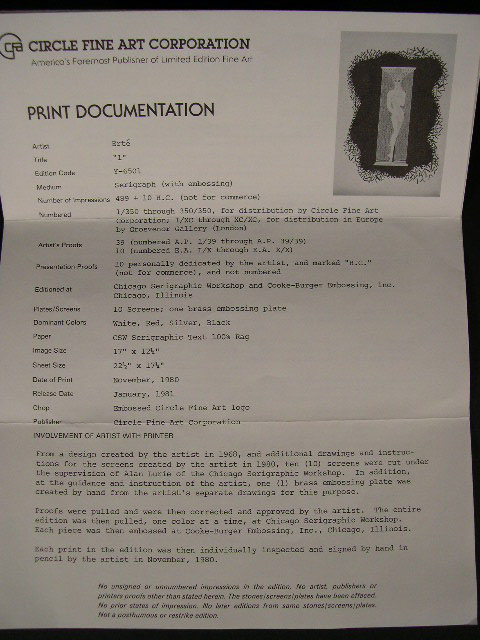 cfa CIRCLE FINE ART CORPORATION
America's Foremost Publisher of Limited Edition Fine Art
PRINT DOCUMENTATION
Artist Erté
Title "1"
Edition Code Y-6501
Medium Serigraph (with embossing)
Number of Impressions 489 + 10 H.C. (not for commerce)
Numbered 1/350 through 350/350, for distribution by Circle Fine Art
corporation; I/XC through XC/XC, for distribution in Europe
by Grosvenor Gallery (London)
Artist's Proofs 39 (numbered A.P. 1/39 through A.P. 39/39)
10 (numbered E.A. I/X through E.A. X/X)
Presentation Proofs 10 personally dedicated by the artist, and marked "H.C."
(not for commerce), and not numbered
Editioned at Chicago Serigraphic Workshop and Cooke-Burger Embossing, Inc.
Chicago, Illinois
Plates/Screens 10 Screens; one brass embossing plate
Dominant Colors White, Red, Silver, Black
Paper CSW Serigraphic Text 100% Rag
Image Size 17" x 12½"
Sheet Size 22½" x 17½"
Date of Print November, 1980
Release Date January, 1981
Chop Embossed Circle Fine Art logo
Publisher Circle Fine Art Corporation
INVOLVEMENT OF ARTIST WITH PRINTER
From a design created by the artist in 1968, and additional drawings and instruc-
tions for the screens created by the artist in 1980, ten (10) screens were cut under
the supervision of Alan Lurie of the Chicago Serigraphic Workshop. In addition,
at the guidance and instruction of the artist, one (1) brass embossing plate was
created by hand from the artist's separate drawings for this purpose.
Proofs were pulled and were then corrected and approved by the artist. The entire
edition was then pulled, one color at a time, at Chicago Serigraphic Workshop.
Each piece was then embossed at Cooke-Burger Embossing, Inc., Chicago, Illinois.
Each print in the edition was then individually inspected and signed by hand in
pencil by the artist in November, 1980.
No unsigned or unnumbered impressions in the edition. No artist, publishers or
printers proofs other than stated herein. The stones/screens/plates have been effaced.
No prior states of impression. No later editions from same stones/screens/plates.
Not a posthumous or restrike edition.